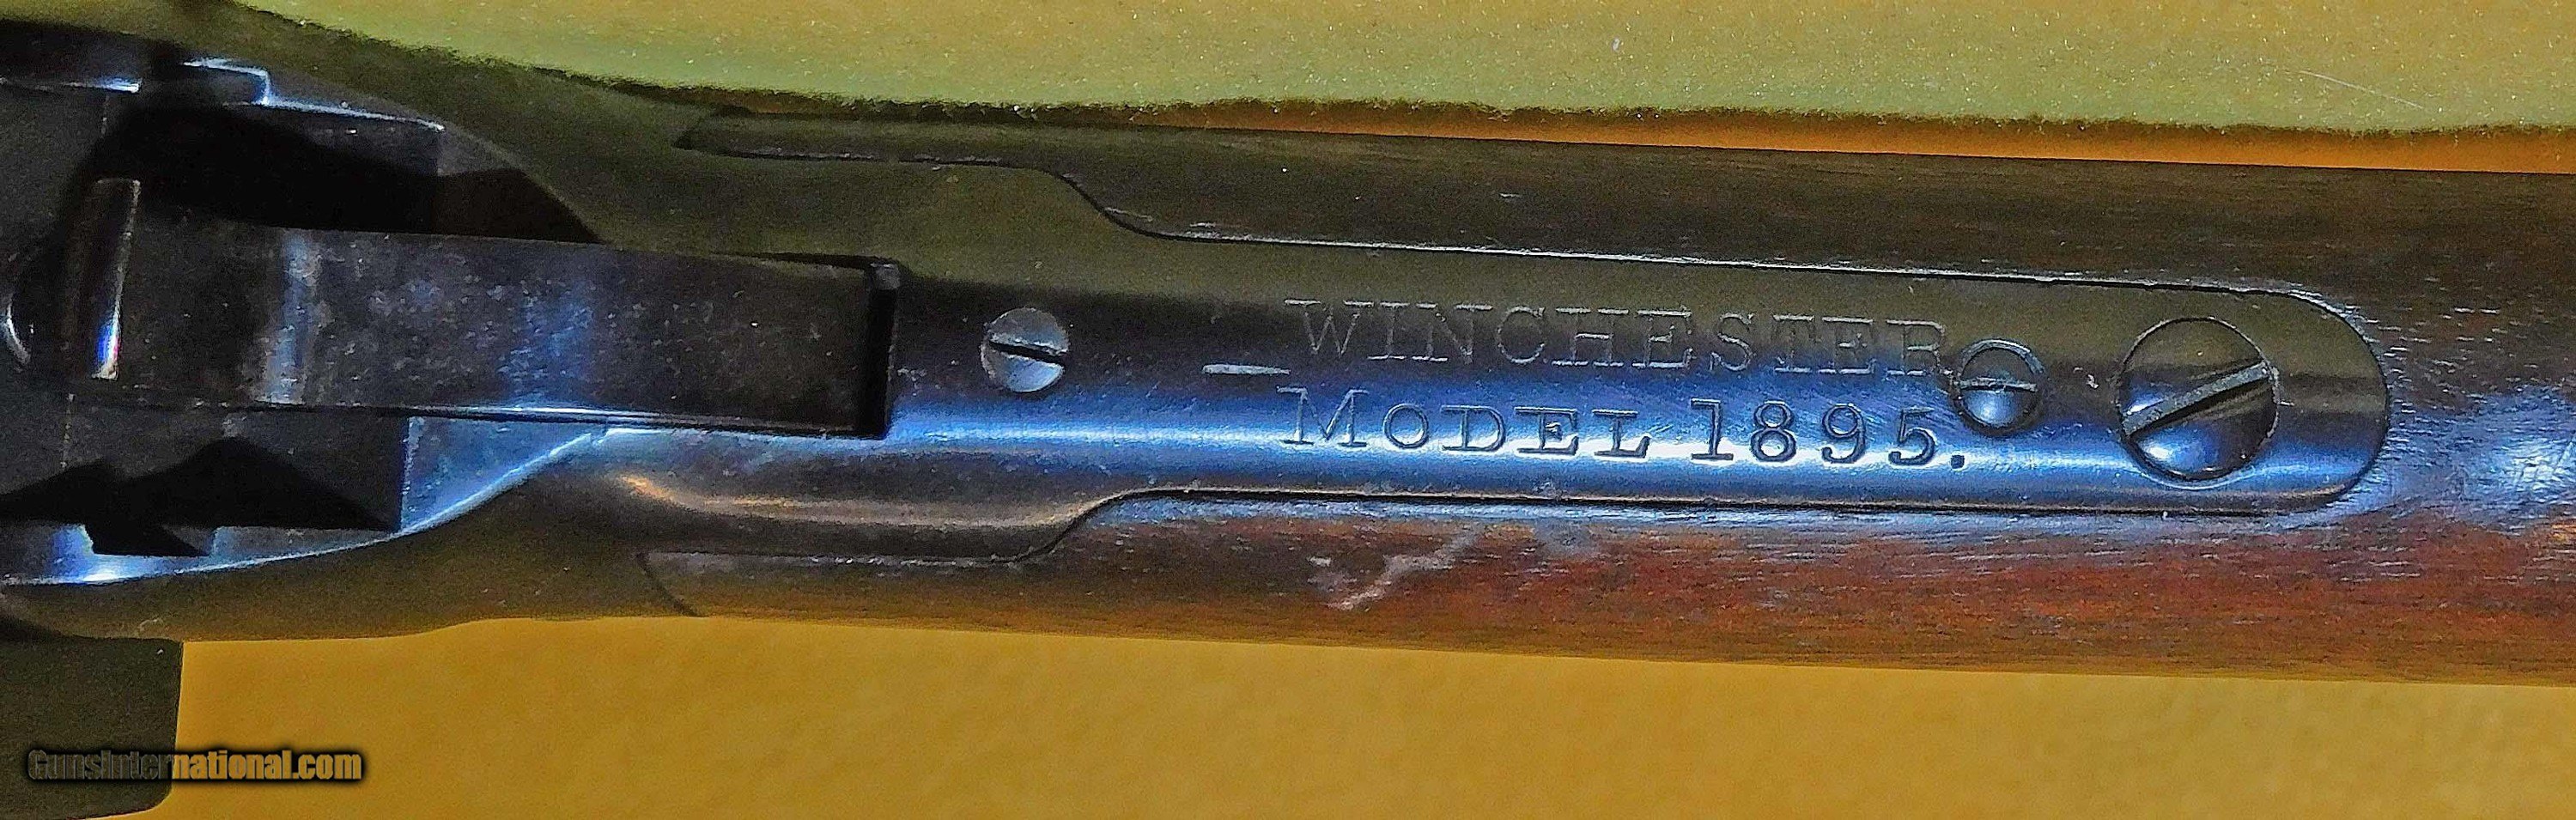 WINCHESTER
MODEL 1895.
GunsInternational.com